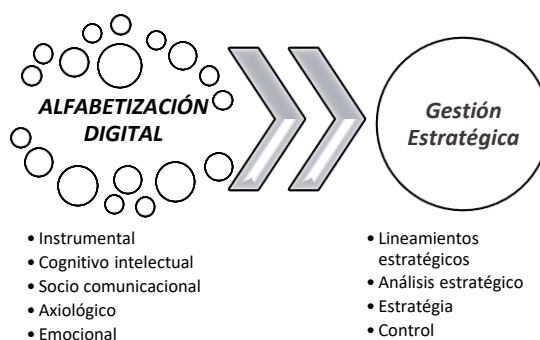 ALFABETIZACIÓN
DIGITAL
Gestión
Estratégica
• Instrumental
• Cognitivo intelectual
• Socio comunicacional
• Axiológico
• Emocional
• Lineamientos
estratégicos
• Análisis estratégico
• Estratégia
• Control